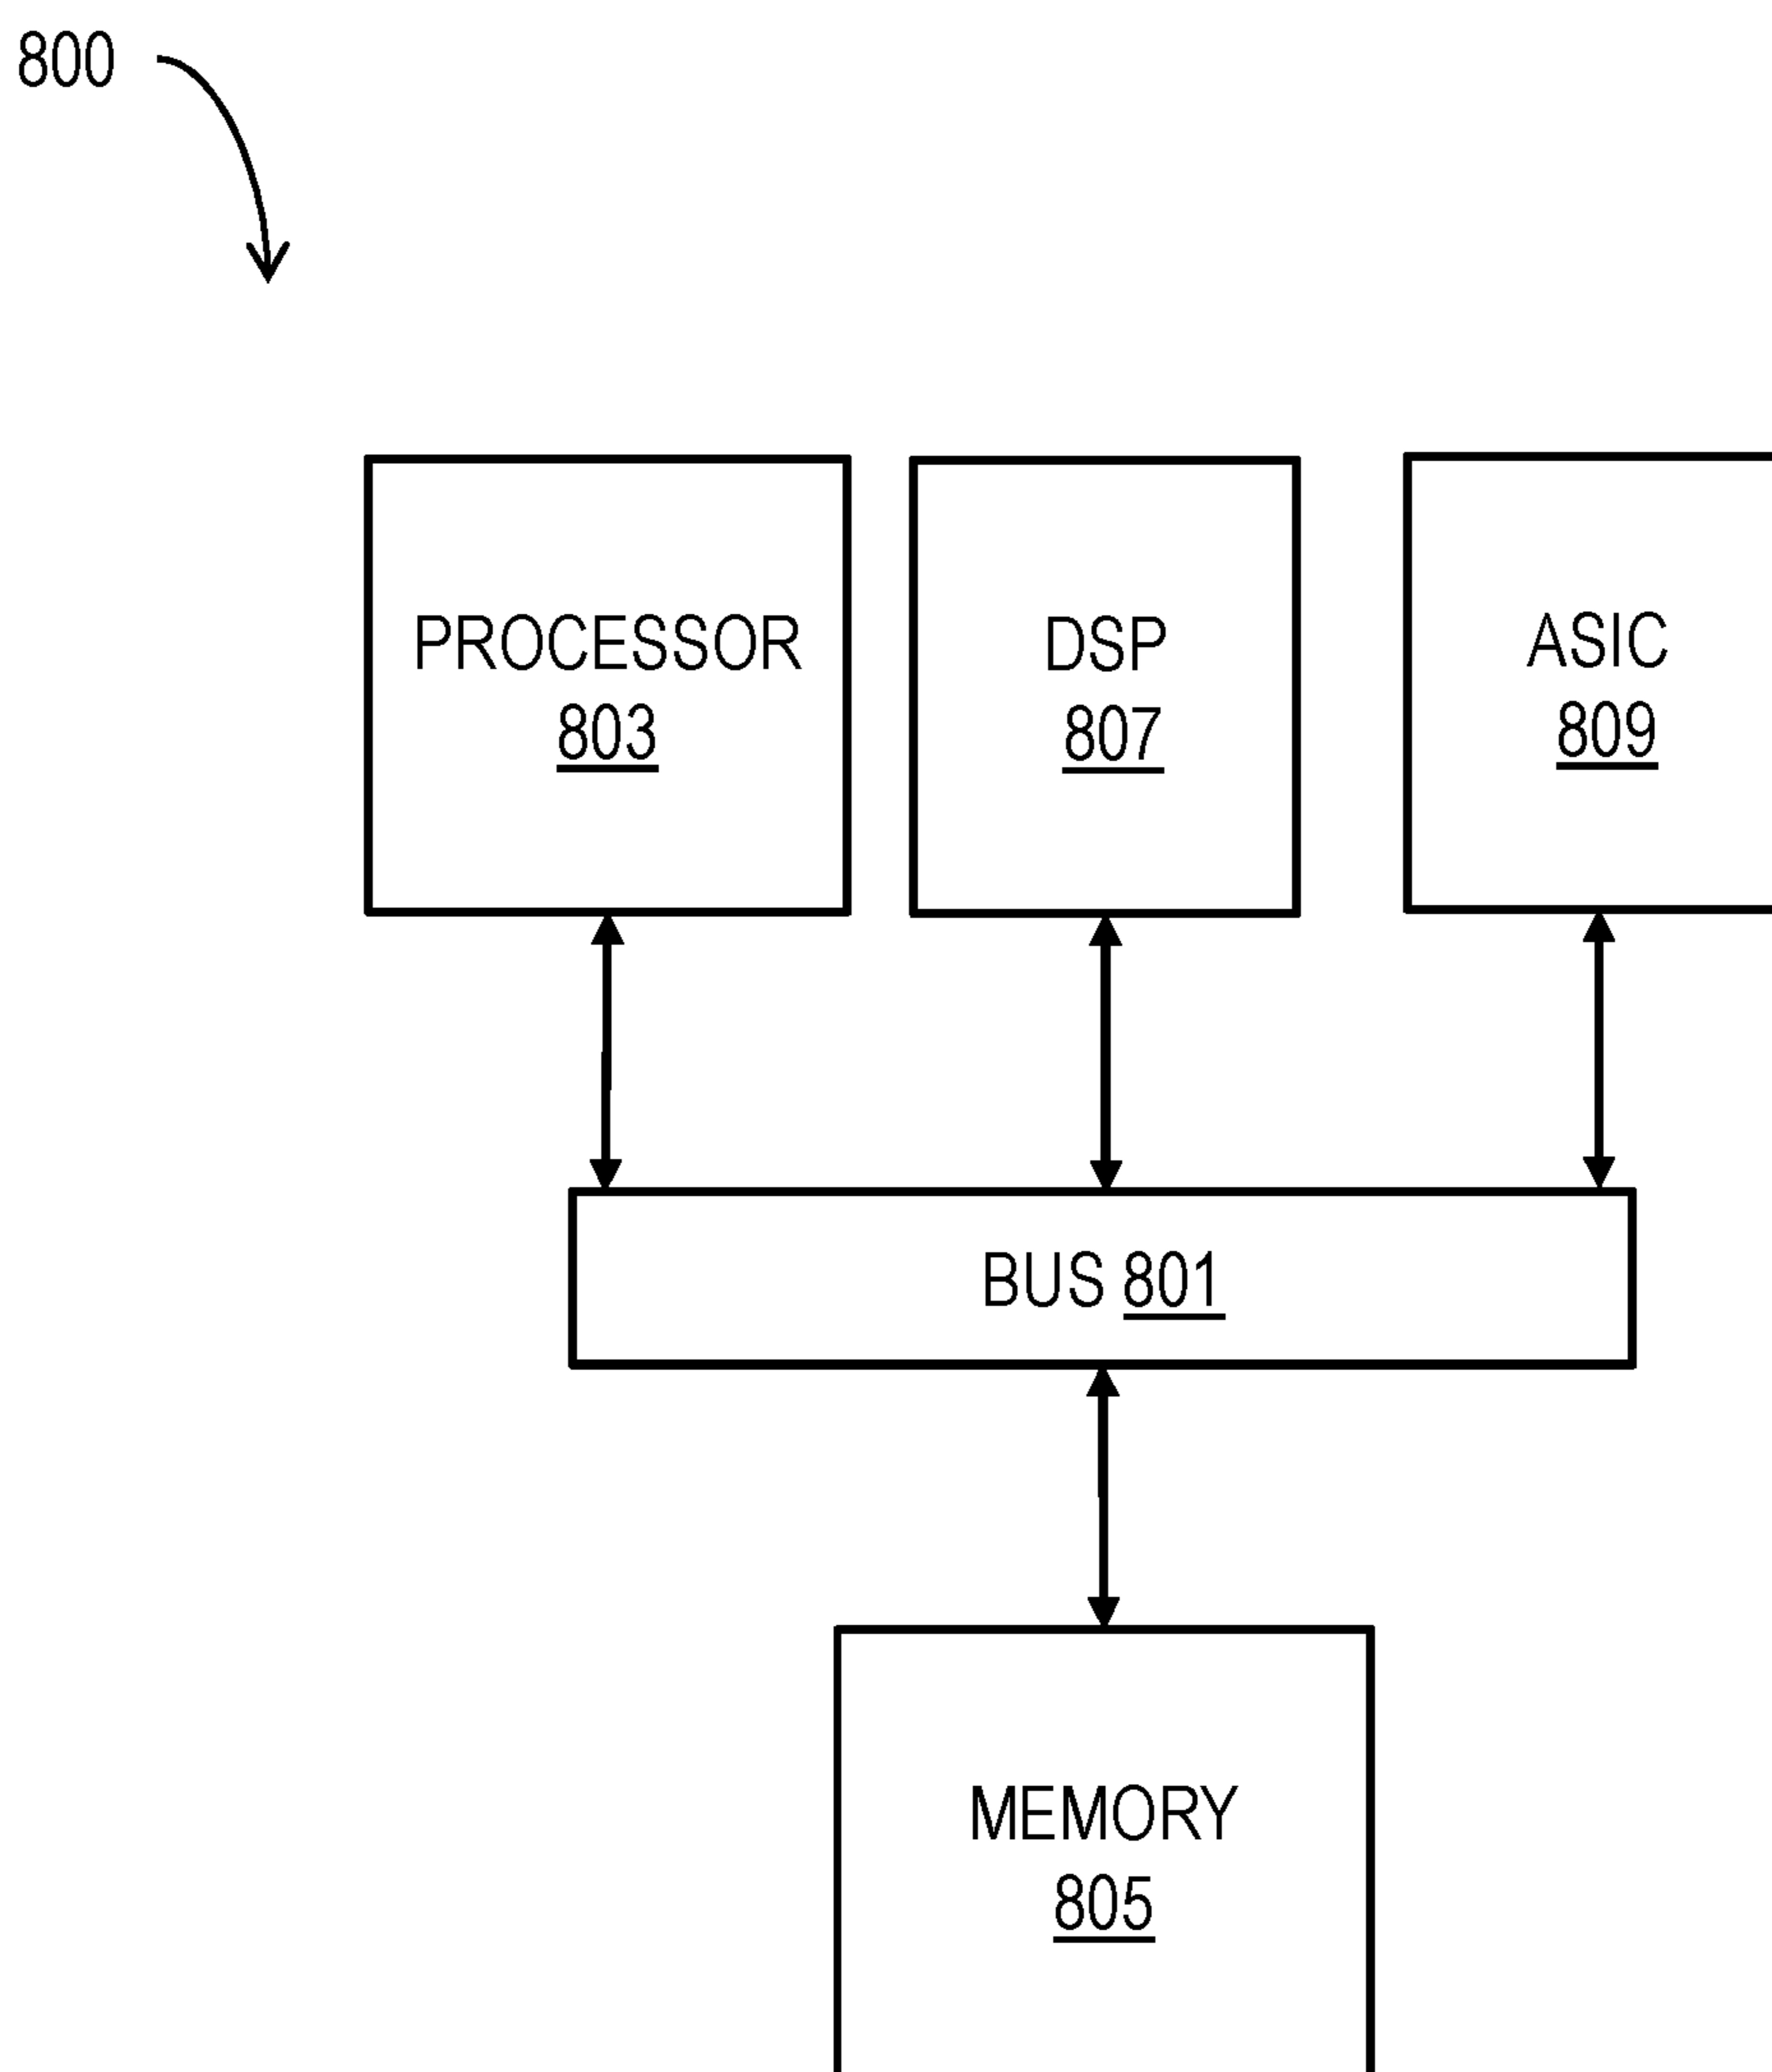 800
PROCESSOR
803
DSP
807
ASIC
809
BUS 801
MEMORY
805